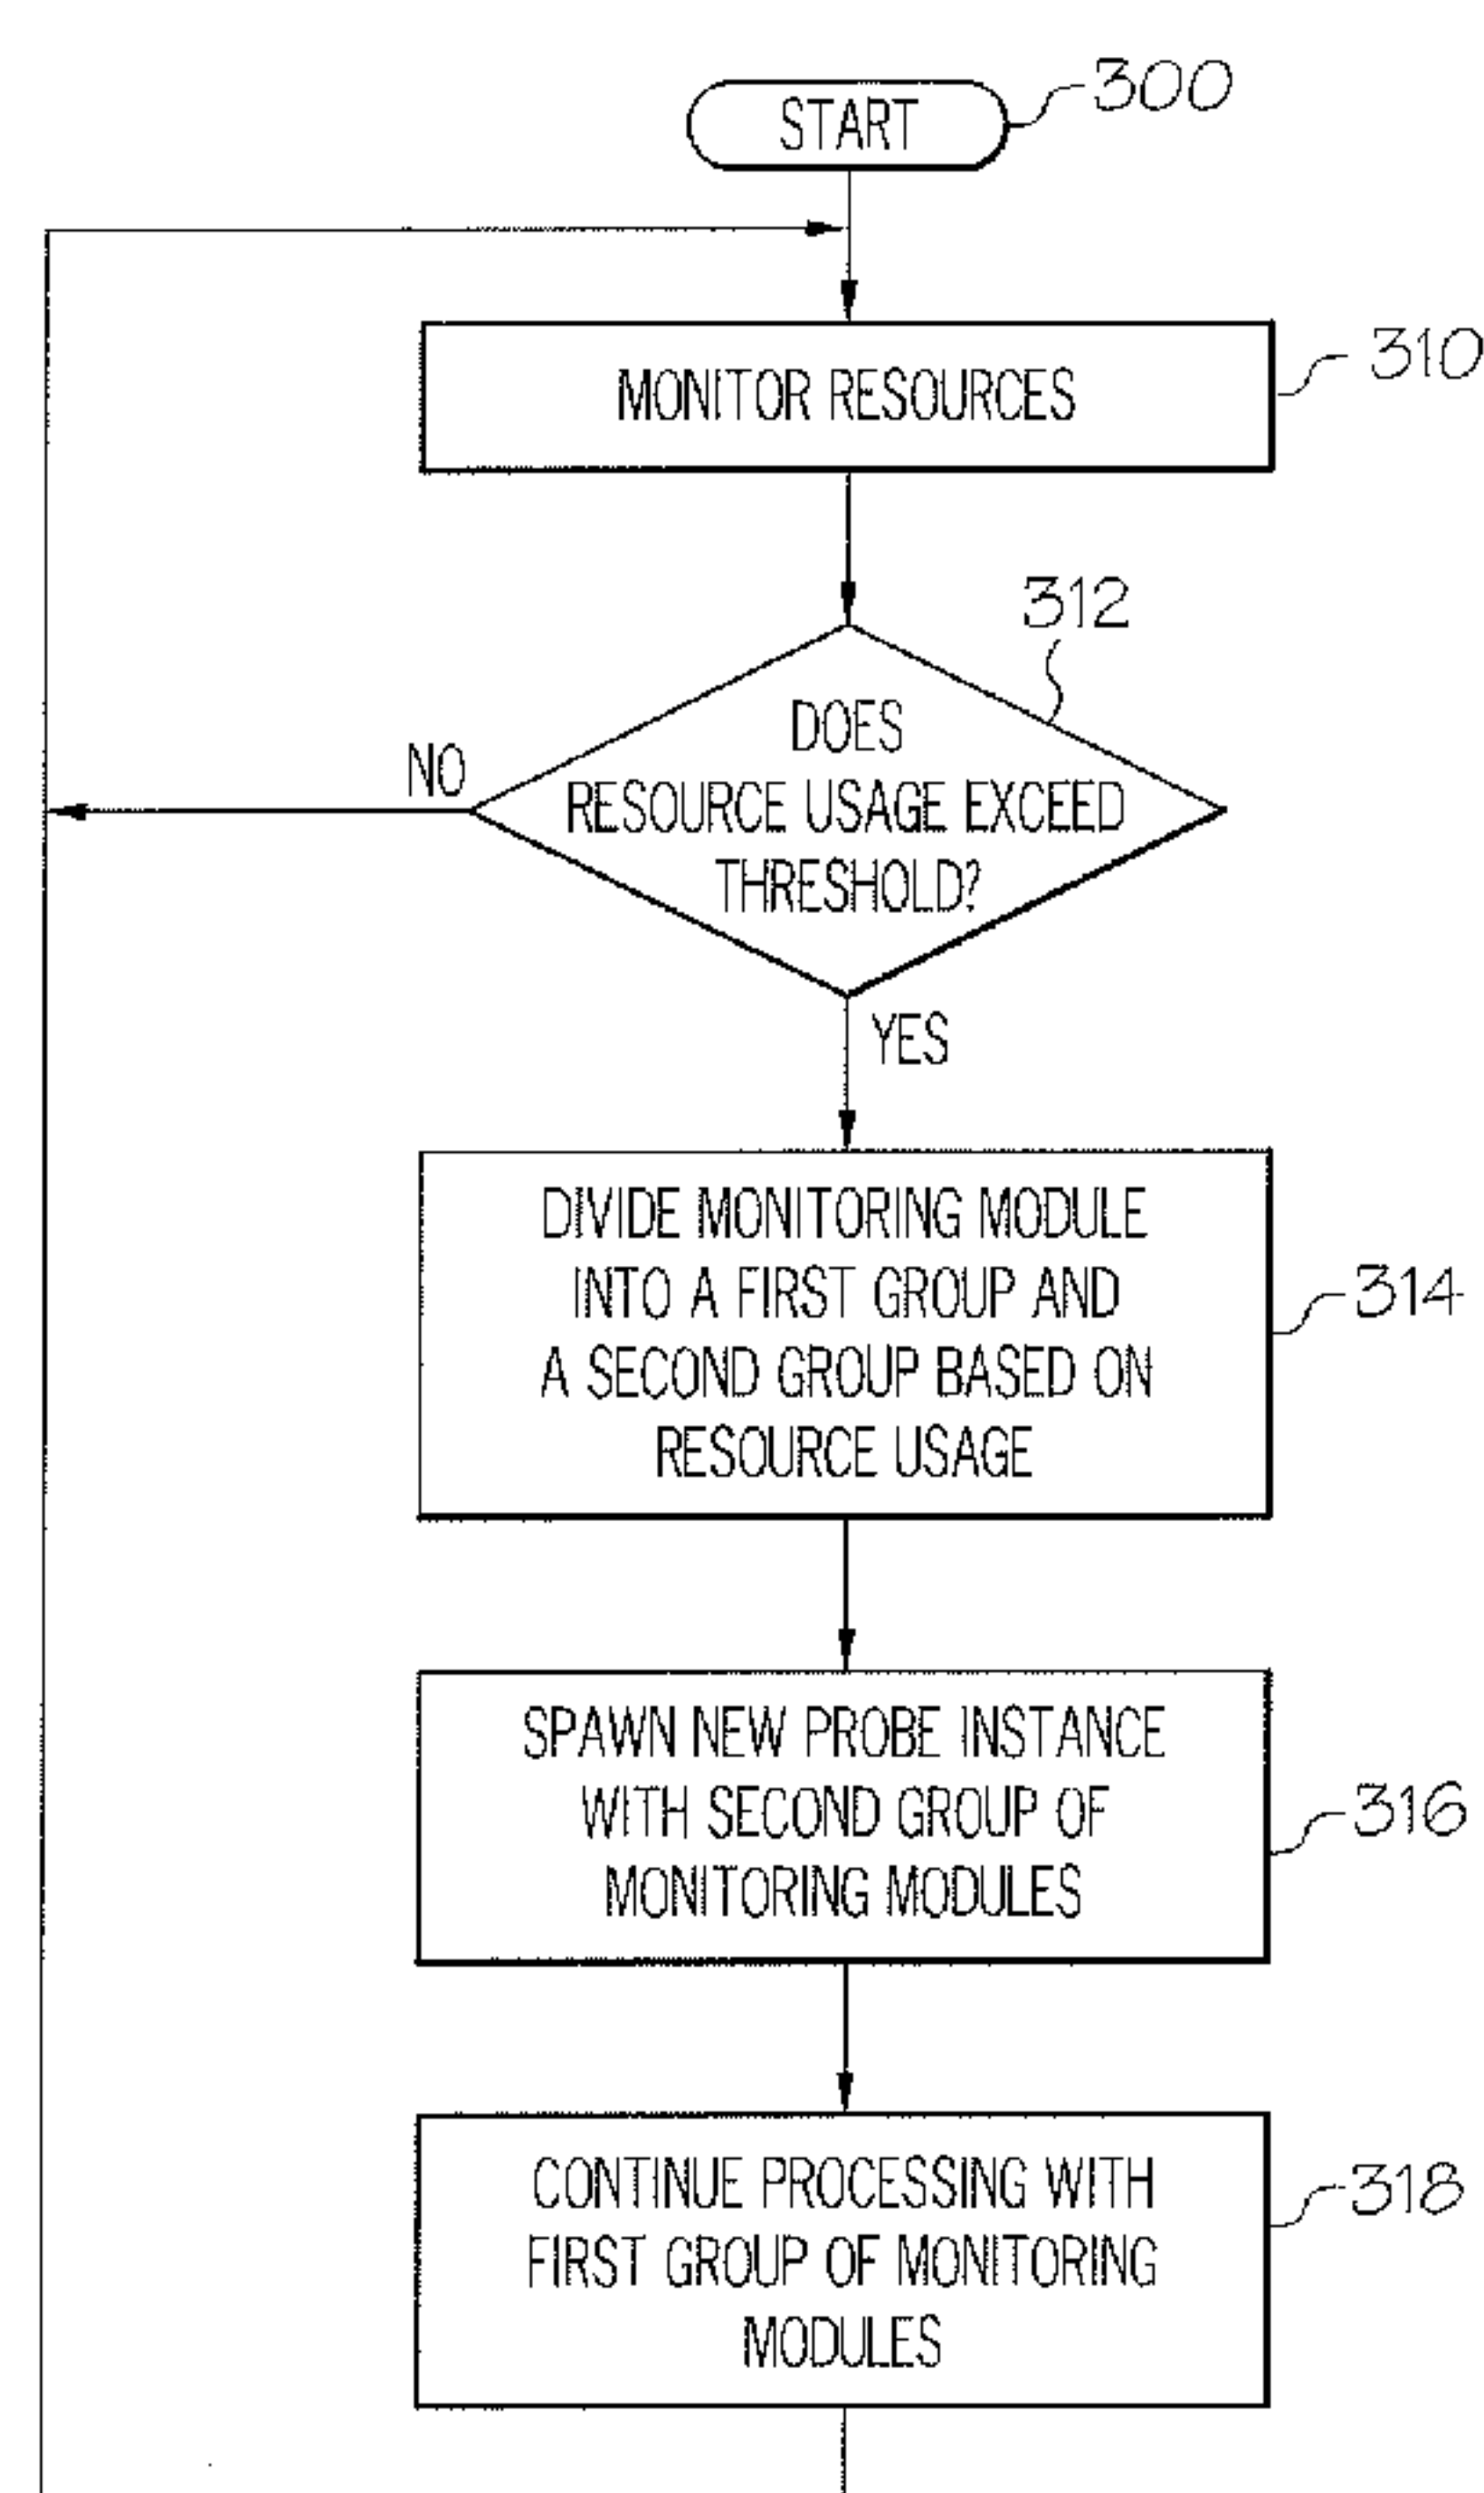 START
300
MONITOR RESOURCES
310
312
DOES
RESOURCE USAGE EXCEED
THRESHOLD?
NO
YES
DIVIDE MONITORING MODULE
INTO A FIRST GROUP AND
A SECOND GROUP BASED ON
RESOURCE USAGE
314
SPAWN NEW PROBE INSTANCE
WITH SECOND GROUP OF
MONITORING MODULES
316
CONTINUE PROCESSING WITH
FIRST GROUP OF MONITORING
MODULES
318